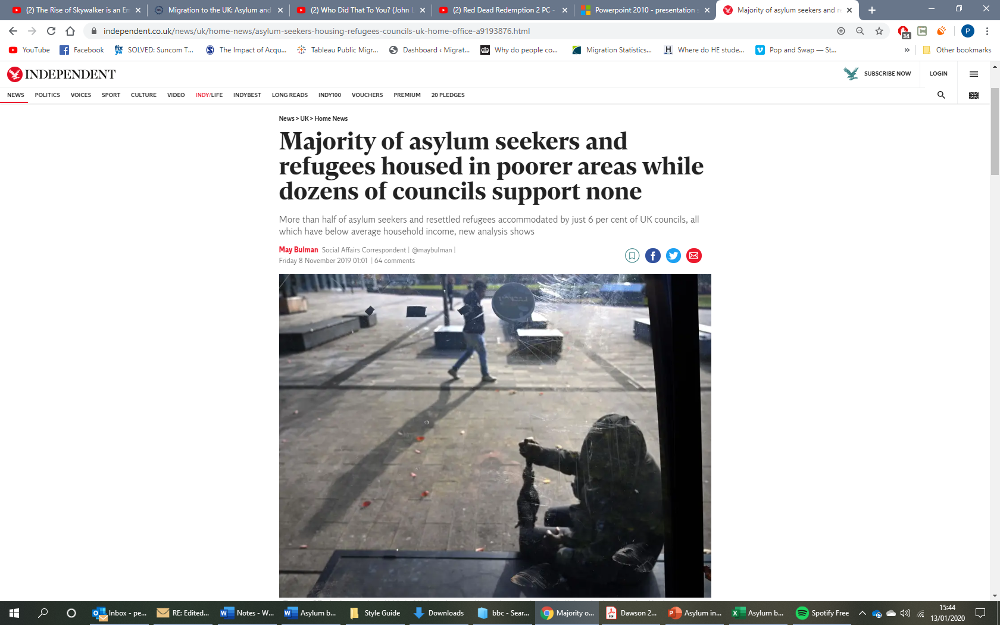 (2) The Rise of Skywalker is an Em
Migration to the UK: Asylum and
(2) Who Did That To You? (John L
(2) Red Dead Redemption 2 PC -
Powerpoint 2010 - presentation s
Majority of asylum seekers and r
independent.co.uk/news/uk/home-news/asylum-seekers-housing-refugees-councils-uk-home-office-a9193876.html
34
P
YouTube
Facebook
SOLVED: Suncom T...
The Impact of Acqu...
Tableau Public Migr...
Dashboard ‹ Migrat...
Why do people co...
Migration Statistics...
Where do HE stude...
Pop and Swap — St...
»
Other bookmarks
INDEPENDENT
SUBSCRIBE NOW
LOGIN
NEWS POLITICS VOICES SPORT CULTURE VIDEO INDY/LIFE INDYBEST LONG READS INDY100 VOUCHERS PREMIUM 20 PLEDGES
News > UK > Home News
Majority of asylum seekers and
refugees housed in poorer areas while
dozens of councils support none
More than half of asylum seekers and resettled refugees accommodated by just 6 per cent of UK councils, all
which have below average household income, new analysis shows
May Bulman Social Affairs Correspondent | @maybulman |
Friday 8 November 2019 01:01 | 64 comments
Inbox - pe...
RE: Edited...
Notes - W...
Asylum b...
Style Guide
Downloads
bbc - Sear...
Majority o...
Dawson 2...
Asylum in...
Asylum b...
Spotify Free
15:44
13/01/2020